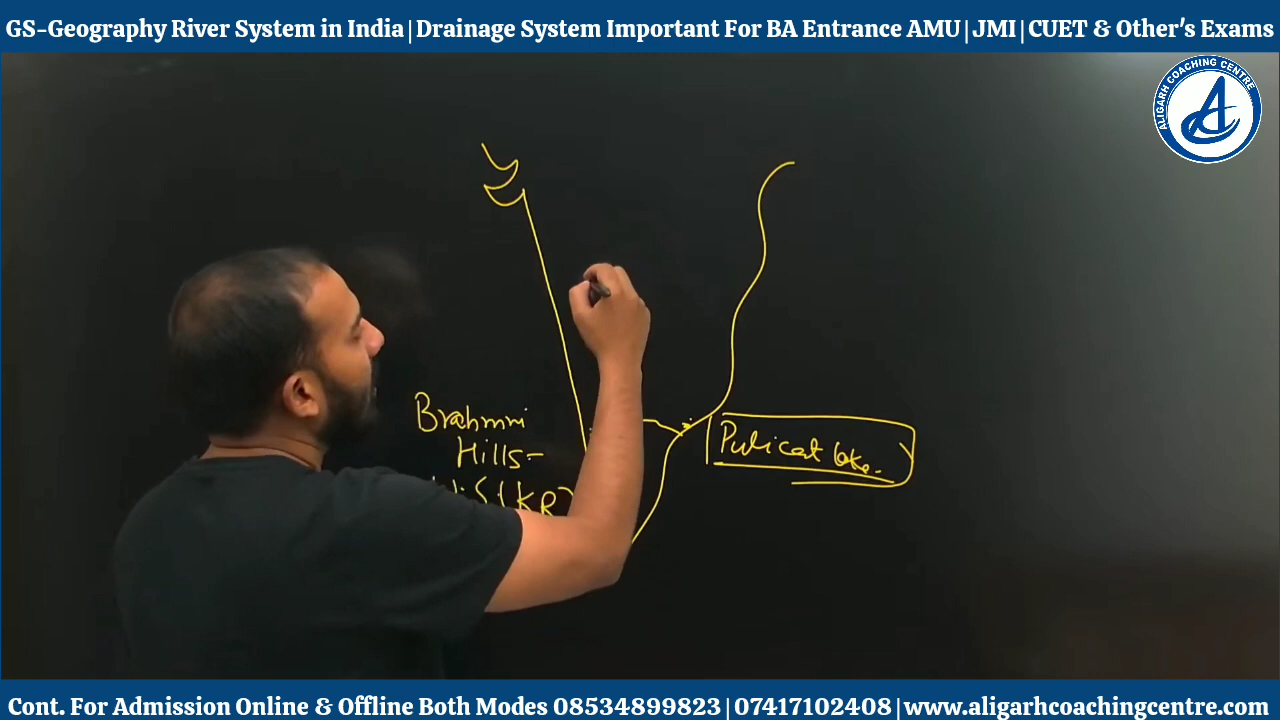 GS-Geography River System in India|Drainage System Important For BA Entrance AMU|JMI|CUET & Other's Exams
ALIGARH COACHING CENTRE
A
Brahmni
Hills-
(KR)
Pulicat lake.
Cont. For Admission Online & Offline Both Modes 08534899823|07417102408|www.aligarhcoachingcentre.com